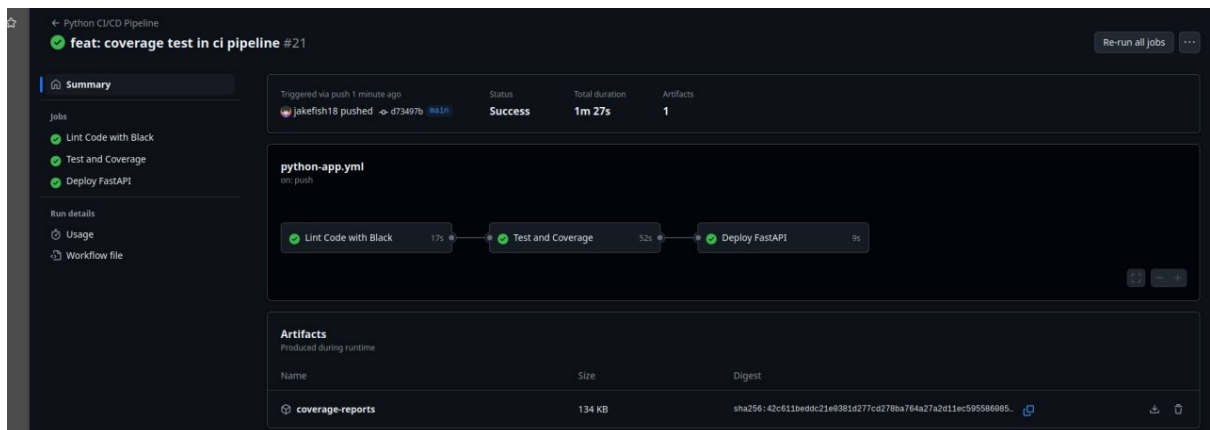 ← Python CI/CD Pipeline
feat: coverage test in ci pipeline #21
Re-run all jobs
Summary
Jobs
Lint Code with Black
Test and Coverage
Deploy FastAPI
Run details
Usage
Workflow file
Triggered via push 1 minute ago
Status
Total duration
Artifacts
jakefish18 pushed d73497b main
Success
1m 27s
1
python-app.yml
on: push
Lint Code with Black 17s
Test and Coverage 52s
Deploy FastAPI 9s
Artifacts
Produced during runtime
Name Size Digest
coverage-reports 134 KB sha256:42c611beddc21e0381d277cd278ba764a27a2d11ec595586085…